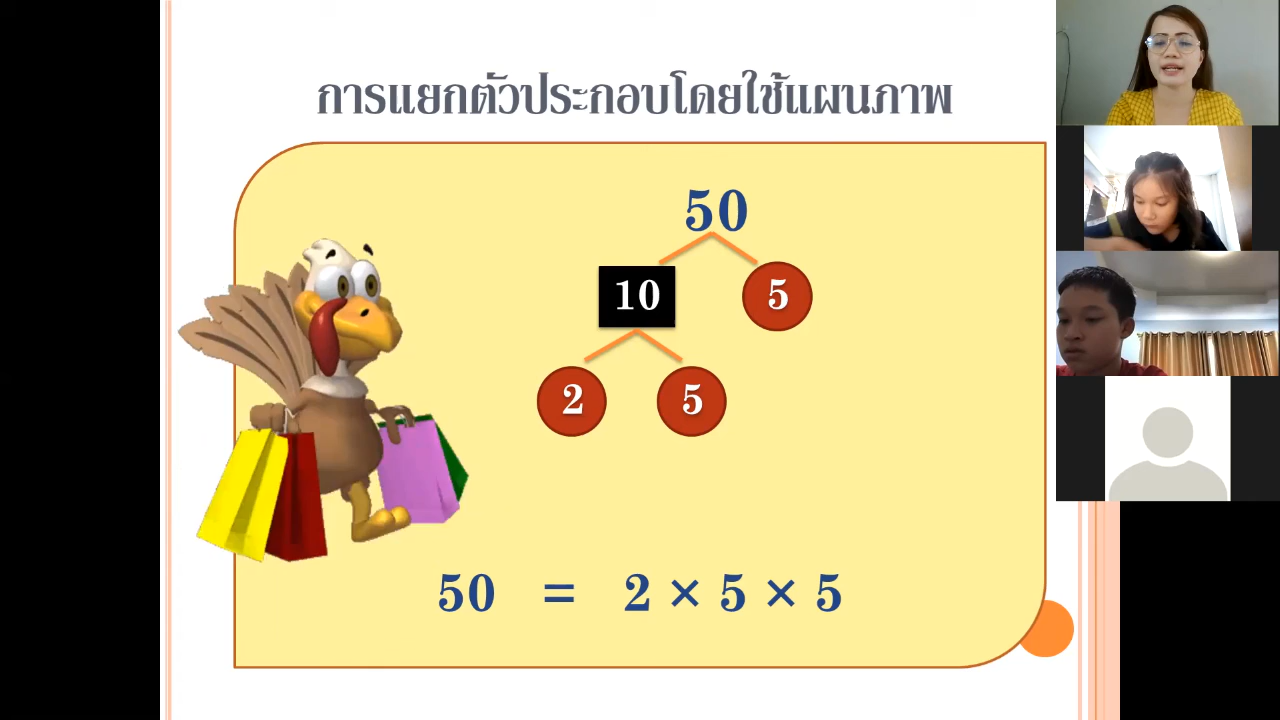 การแยกตัวประกอบโดยใช้แผนภาพ
50
10 5
2 5
50 = 2 × 5 × 5